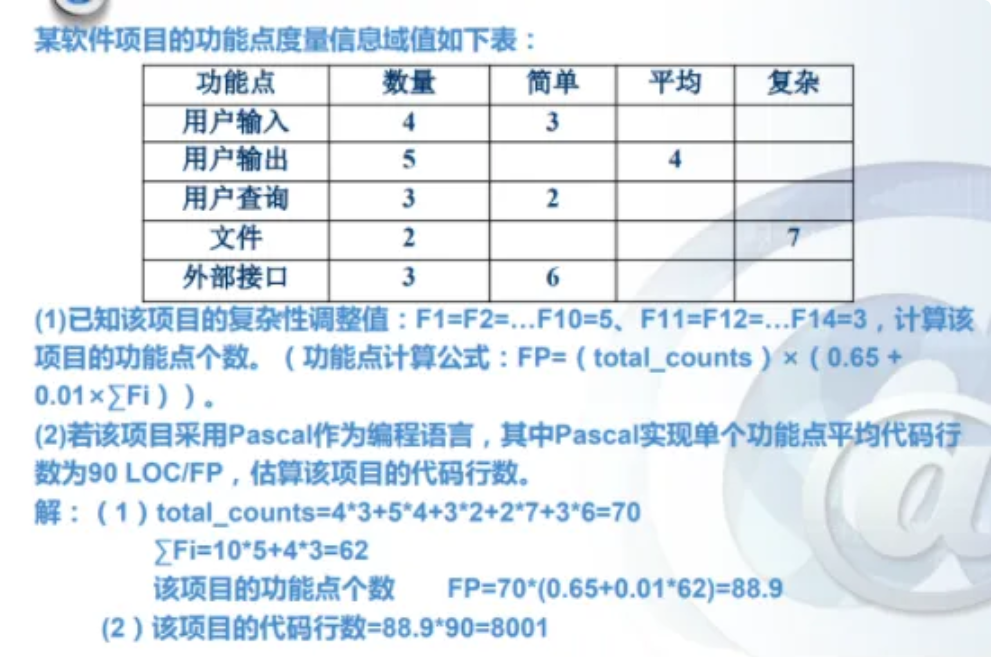 某软件项目的功能点度量信息域值如下表：
功能点 数量 简单 平均 复杂
用户输入 4 3
用户输出 5 4
用户查询 3 2
文件 2 7
外部接口 3 6
(1)已知该项目的复杂性调整值：F1=F2=...F10=5、F11=F12=...F14=3，计算该
项目的功能点个数。（功能点计算公式：FP=（total_counts）×（0.65 +
0.01×∑Fi））。
(2)若该项目采用Pascal作为编程语言，其中Pascal实现单个功能点平均代码行
数为90 LOC/FP，估算该项目的代码行数。
解：（1）total_counts=4*3+5*4+3*2+2*7+3*6=70
∑Fi=10*5+4*3=62
该项目的功能点个数 FP=70*(0.65+0.01*62)=88.9
(2）该项目的代码行数=88.9*90=8001